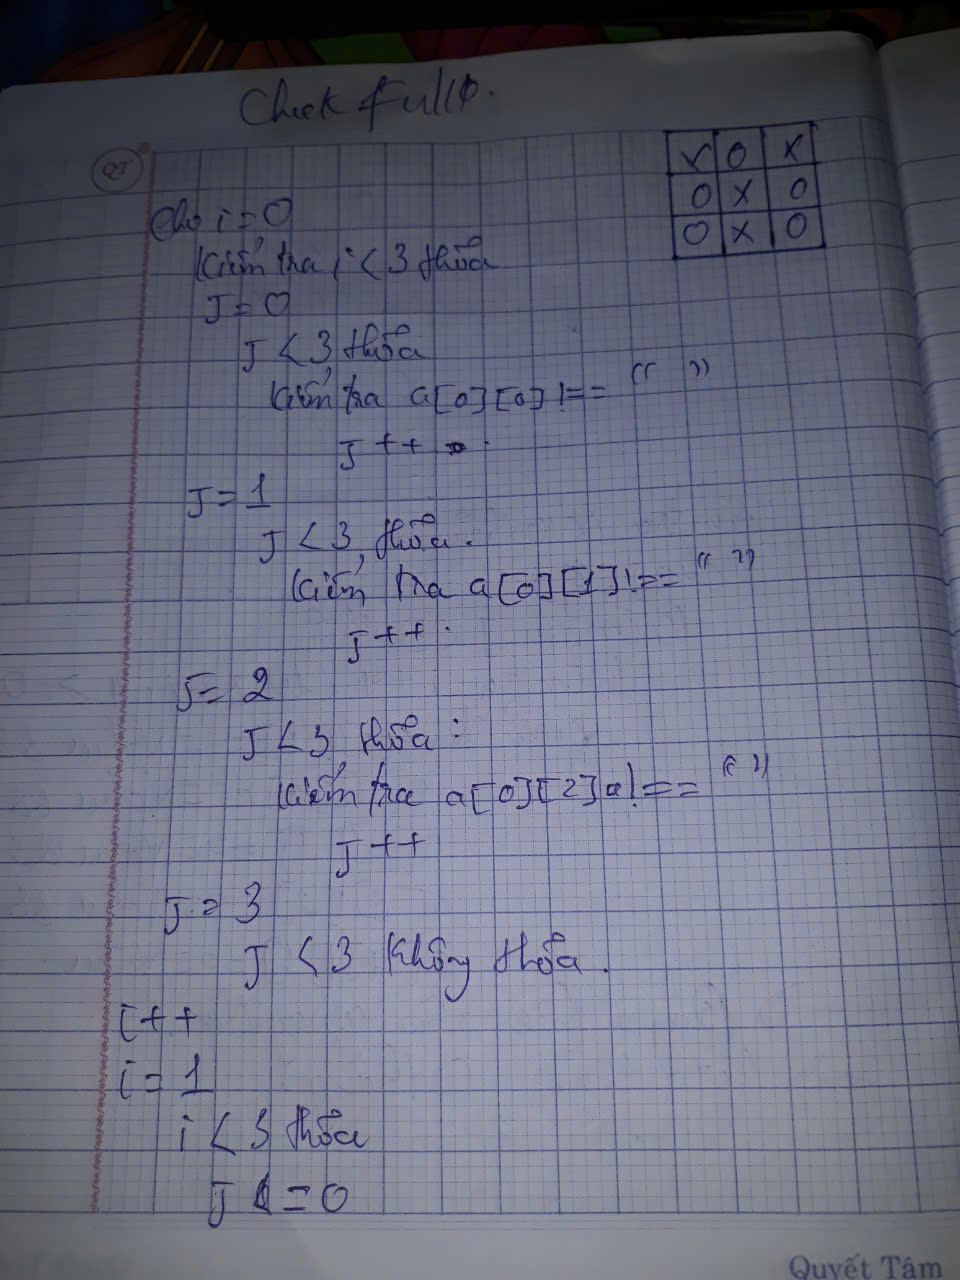 Check Full().
X O X
O X O
O X O
Cho i = 0
Kiểm tra i < 3 thỏa
J = 0
J < 3 thỏa
Kiểm tra a[0][0] !== " "
J++
J = 1
J < 3 thỏa.
Kiểm tra a[0][1] !== " "
J++.
J = 2
J < 3 thỏa :
Kiểm tra a[0][2] !== " "
J++
J = 3
J < 3 không thỏa.
i++
i = 1
i < 3 thỏa
J = 0
Quyết Tâm